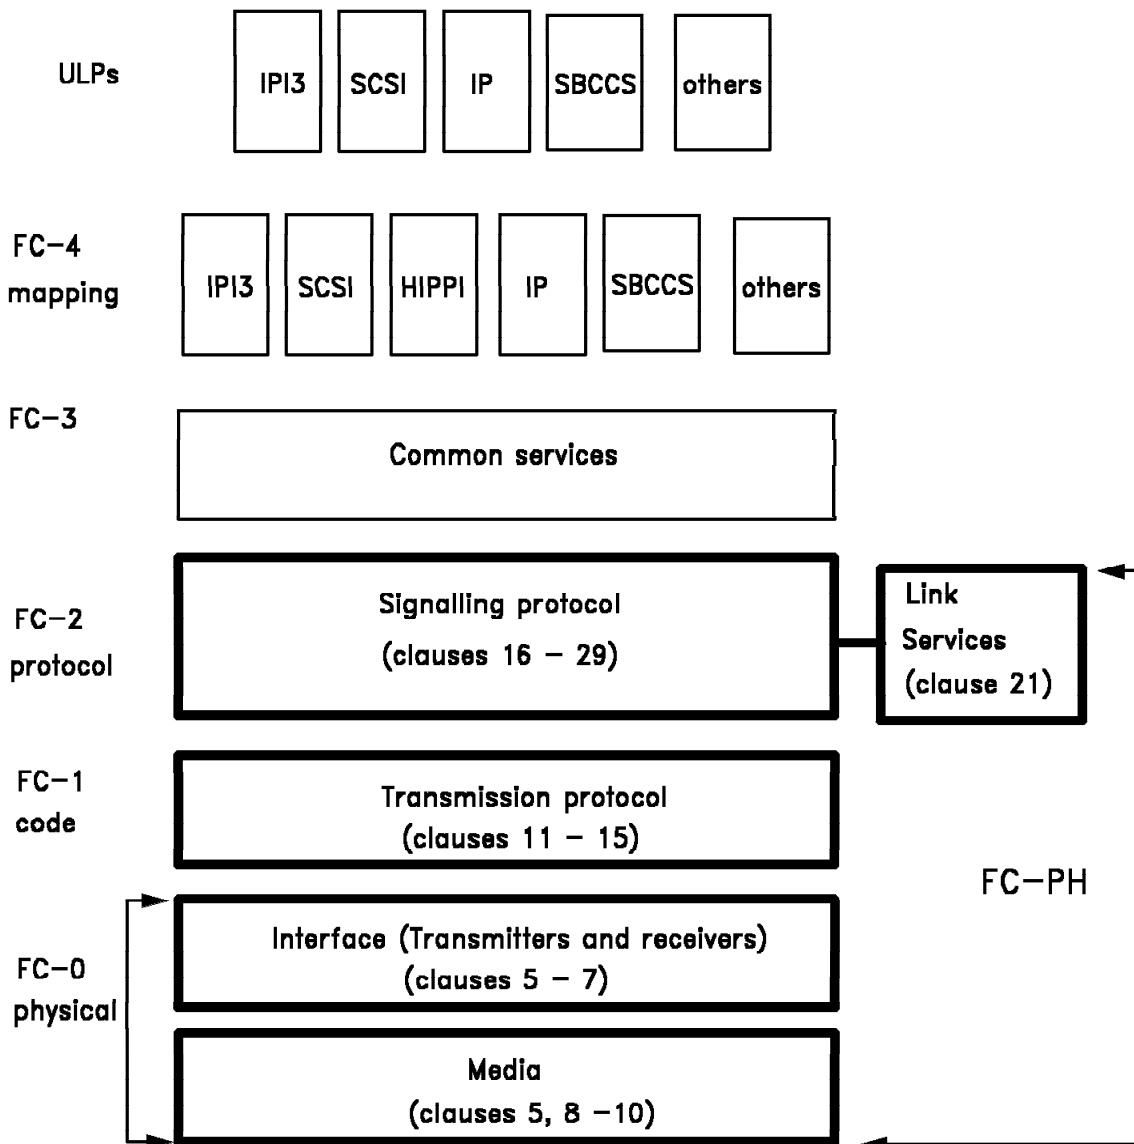 ULPs
IPI3
SCSI
IP
SBCCS
others
FC-4
mapping
IPI3
SCSI
HIPPI
IP
SBCCS
others
FC-3
Common services
FC-2
protocol
Signalling protocol
(clauses 16 - 29)
Link
Services
(clause 21)
FC-1
code
Transmission protocol
(clauses 11 - 15)
FC-PH
FC-0
physical
Interface (Transmitters and receivers)
(clauses 5 - 7)
Media
(clauses 5, 8 -10)